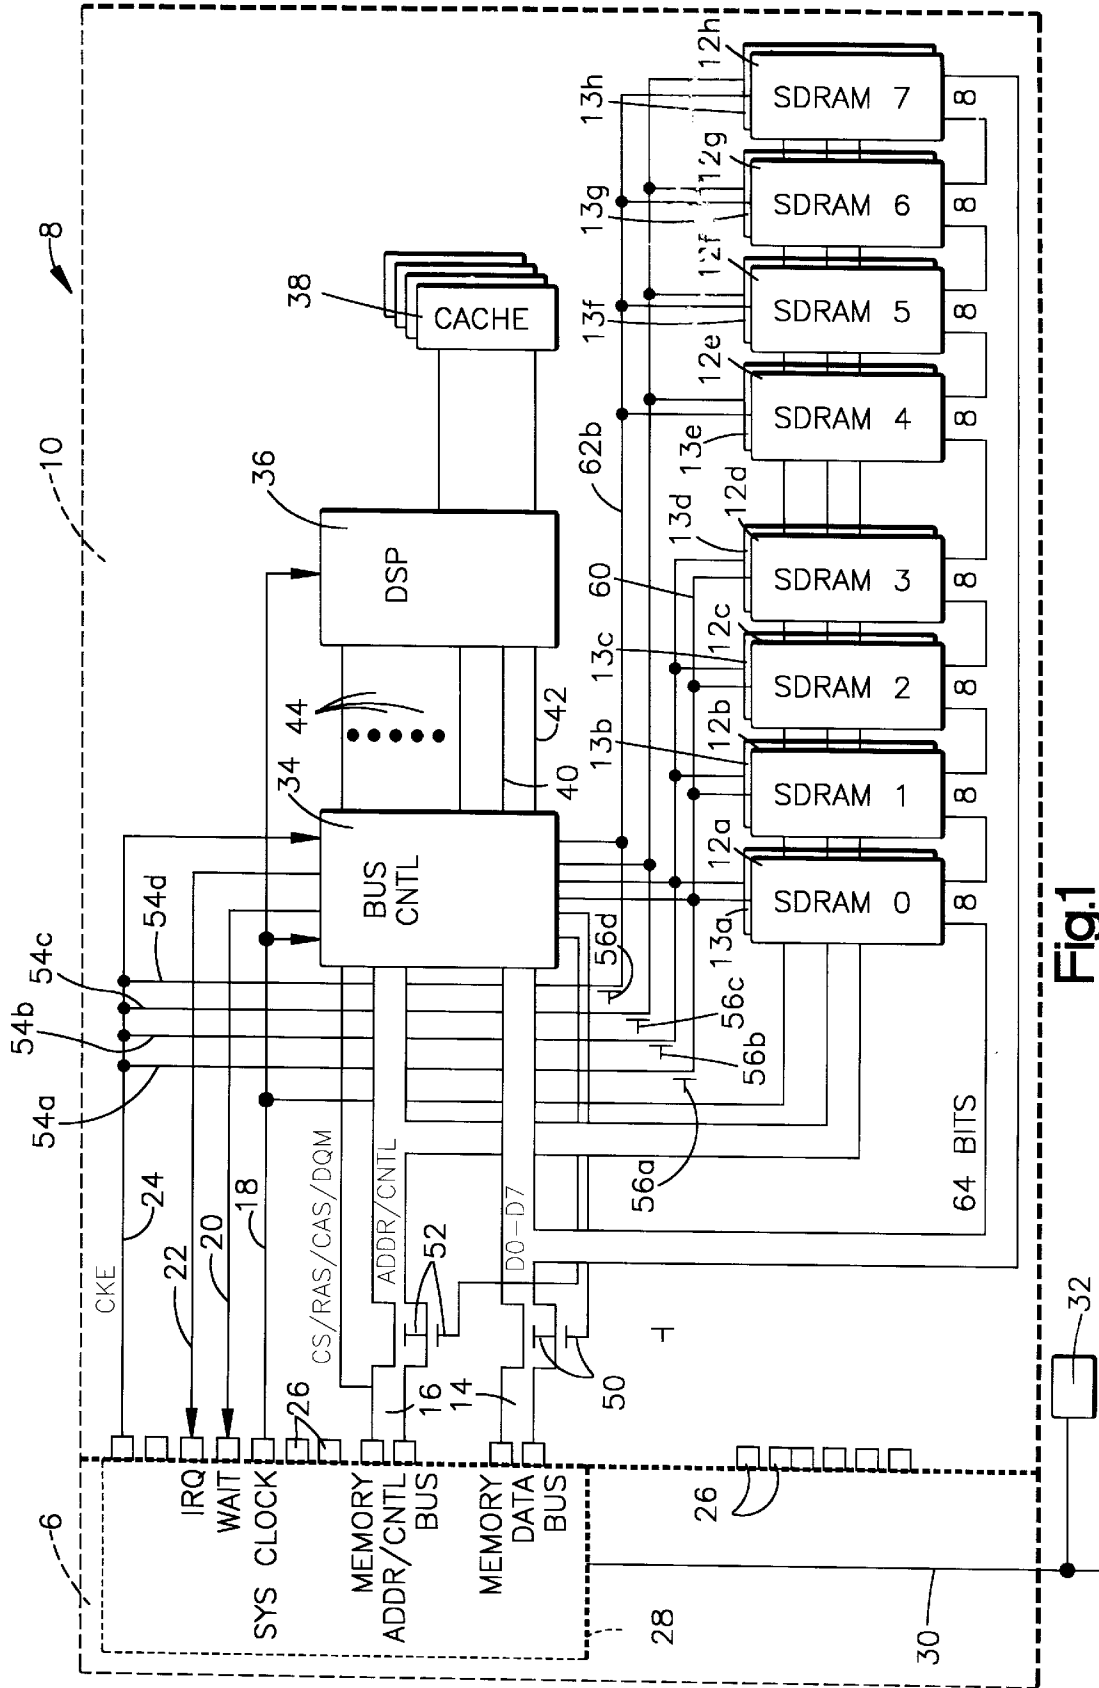 8
10
6
CKE
24
54a
54b
54c
54d
IRQ
22
WAIT
20
SYS CLOCK
18
26
CS/RAS/CAS/DQM
MEMORY
ADDR/CNTL
BUS
16
ADDR/CNTL
52
MEMORY
DATA
BUS
14
D0-D7
50
BUS
CNTL
34
44
40
42
DSP
36
CACHE
38
28
26
30
32
56a
56b
56c
56d
60
62b
13a
12a
13b
12b
13c
12c
13d
12d
13e
12e
13f
12f
13g
12g
13h
12h
SDRAM 0
SDRAM 1
SDRAM 2
SDRAM 3
SDRAM 4
SDRAM 5
SDRAM 6
SDRAM 7
8
8
8
8
8
8
8
8
64 BITS
Fig.1